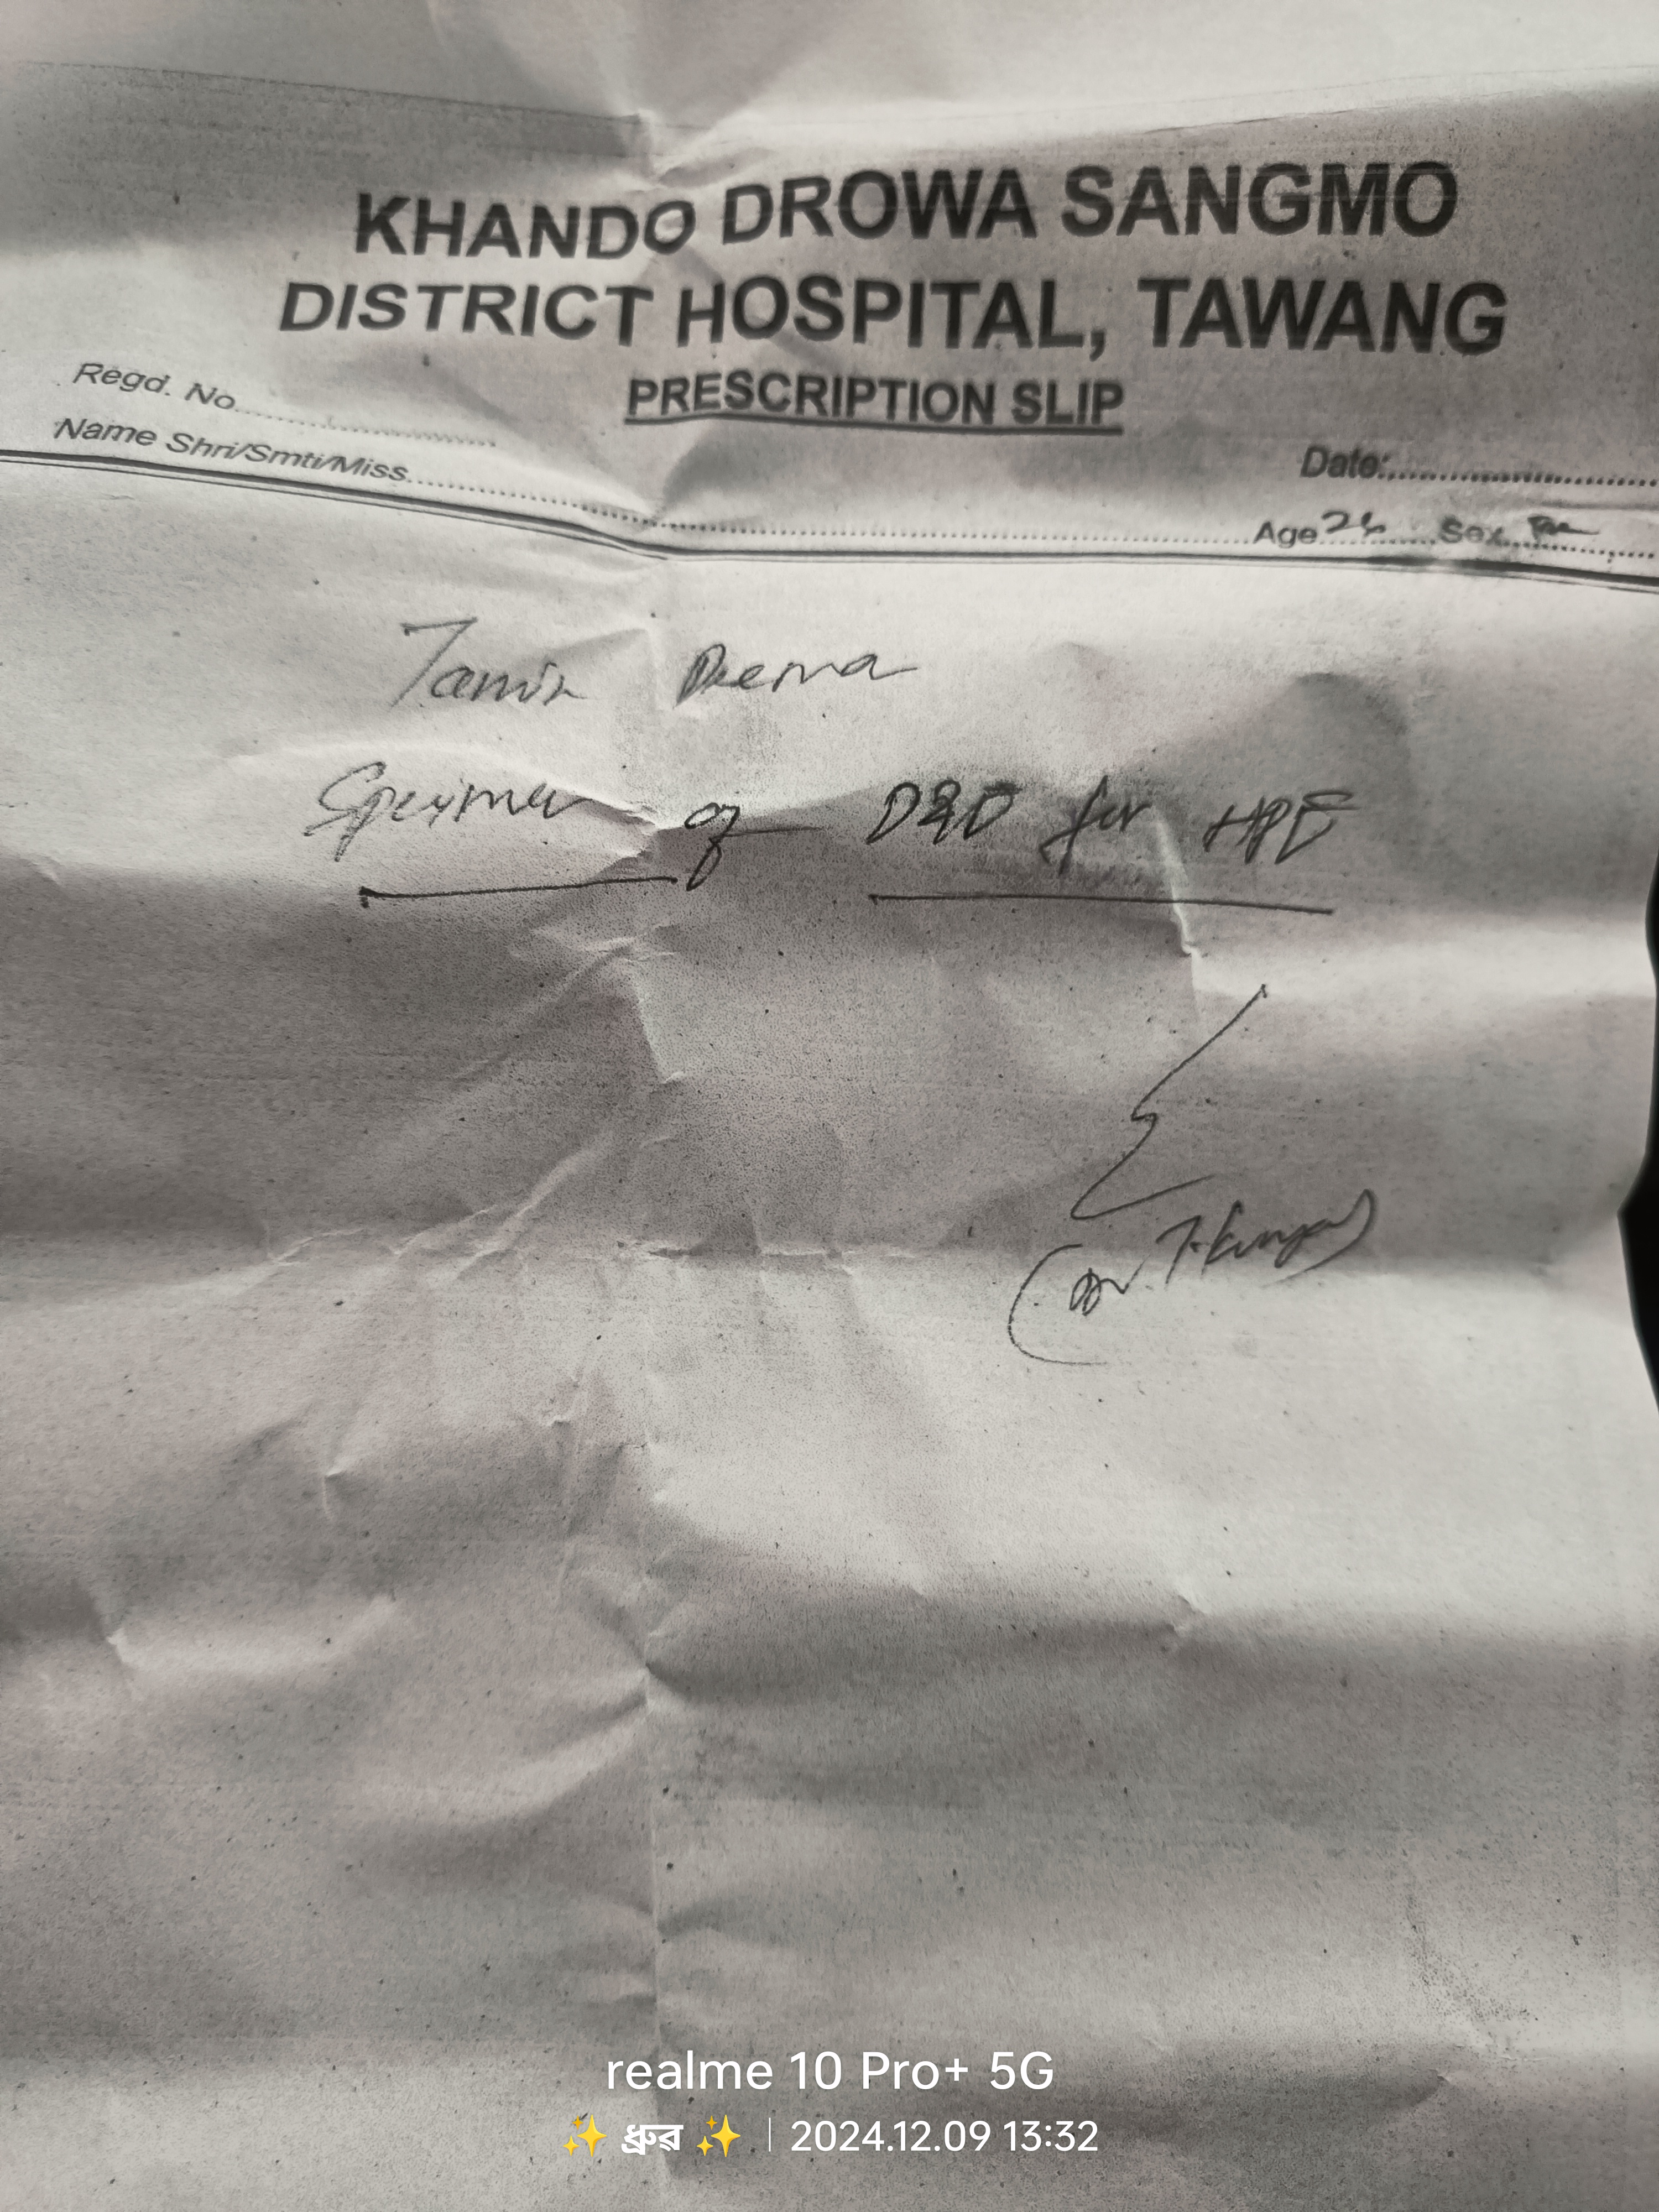 KHANDO DROWA SANGMO
DISTRICT HOSPITAL, TAWANG
PRESCRIPTION SLIP
Regd. No.
Date:
Name Shri/Smti/Miss
Age Sex
Specimen of D&C for HPE
(Dr. T.
realme 10 Pro+ 5G
✨ ধ্ৰুৱ ✨ | 2024.12.09 13:32